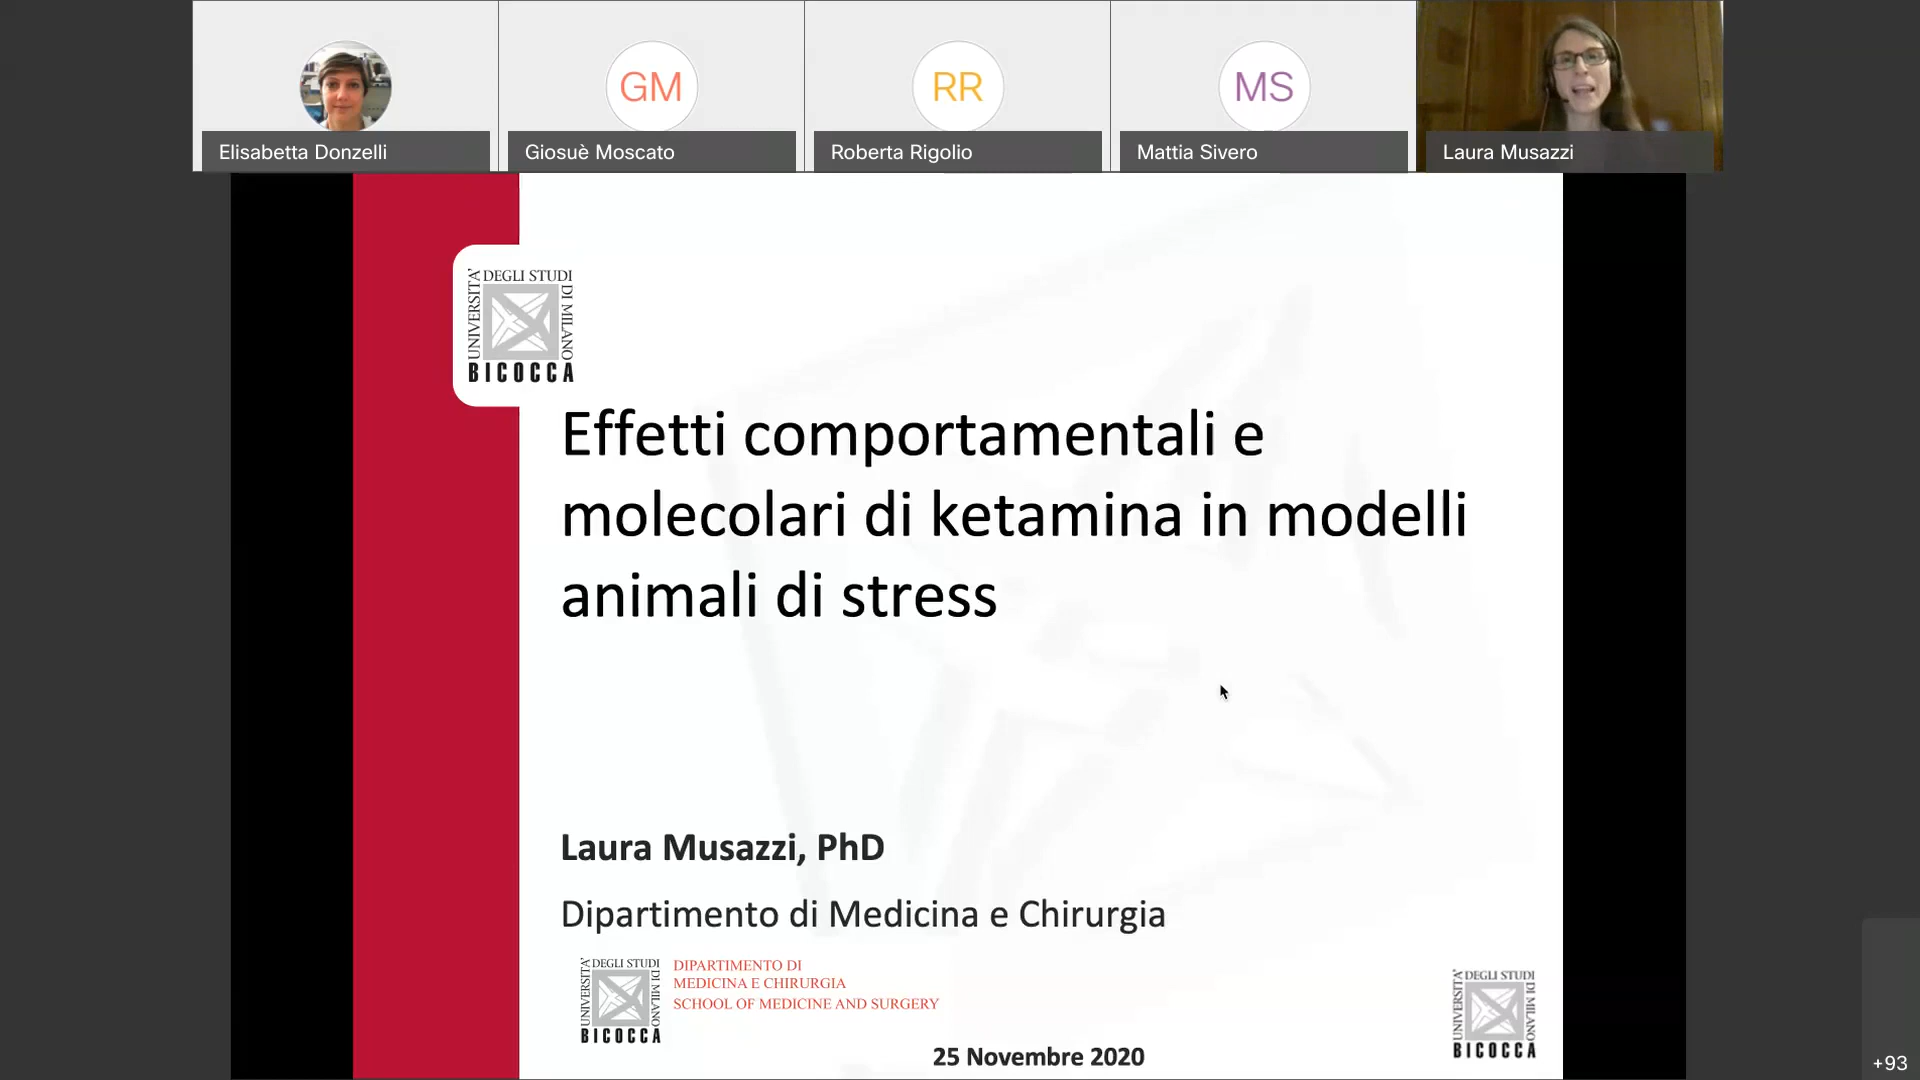 GM
RR
MS
Elisabetta Donzelli
Giosuè Moscato
Roberta Rigolio
Mattia Sivero
Laura Musazzi
UNIVERSITA' DEGLI STUDI DI MILANO
BICOCCA
Effetti comportamentali e
molecolari di ketamina in modelli
animali di stress
Laura Musazzi, PhD
Dipartimento di Medicina e Chirurgia
UNIVERSITA' DEGLI STUDI DI MILANO
BICOCCA
DIPARTIMENTO DI
MEDICINA E CHIRURGIA
SCHOOL OF MEDICINE AND SURGERY
UNIVERSITA' DEGLI STUDI DI MILANO
BICOCCA
25 Novembre 2020
+93